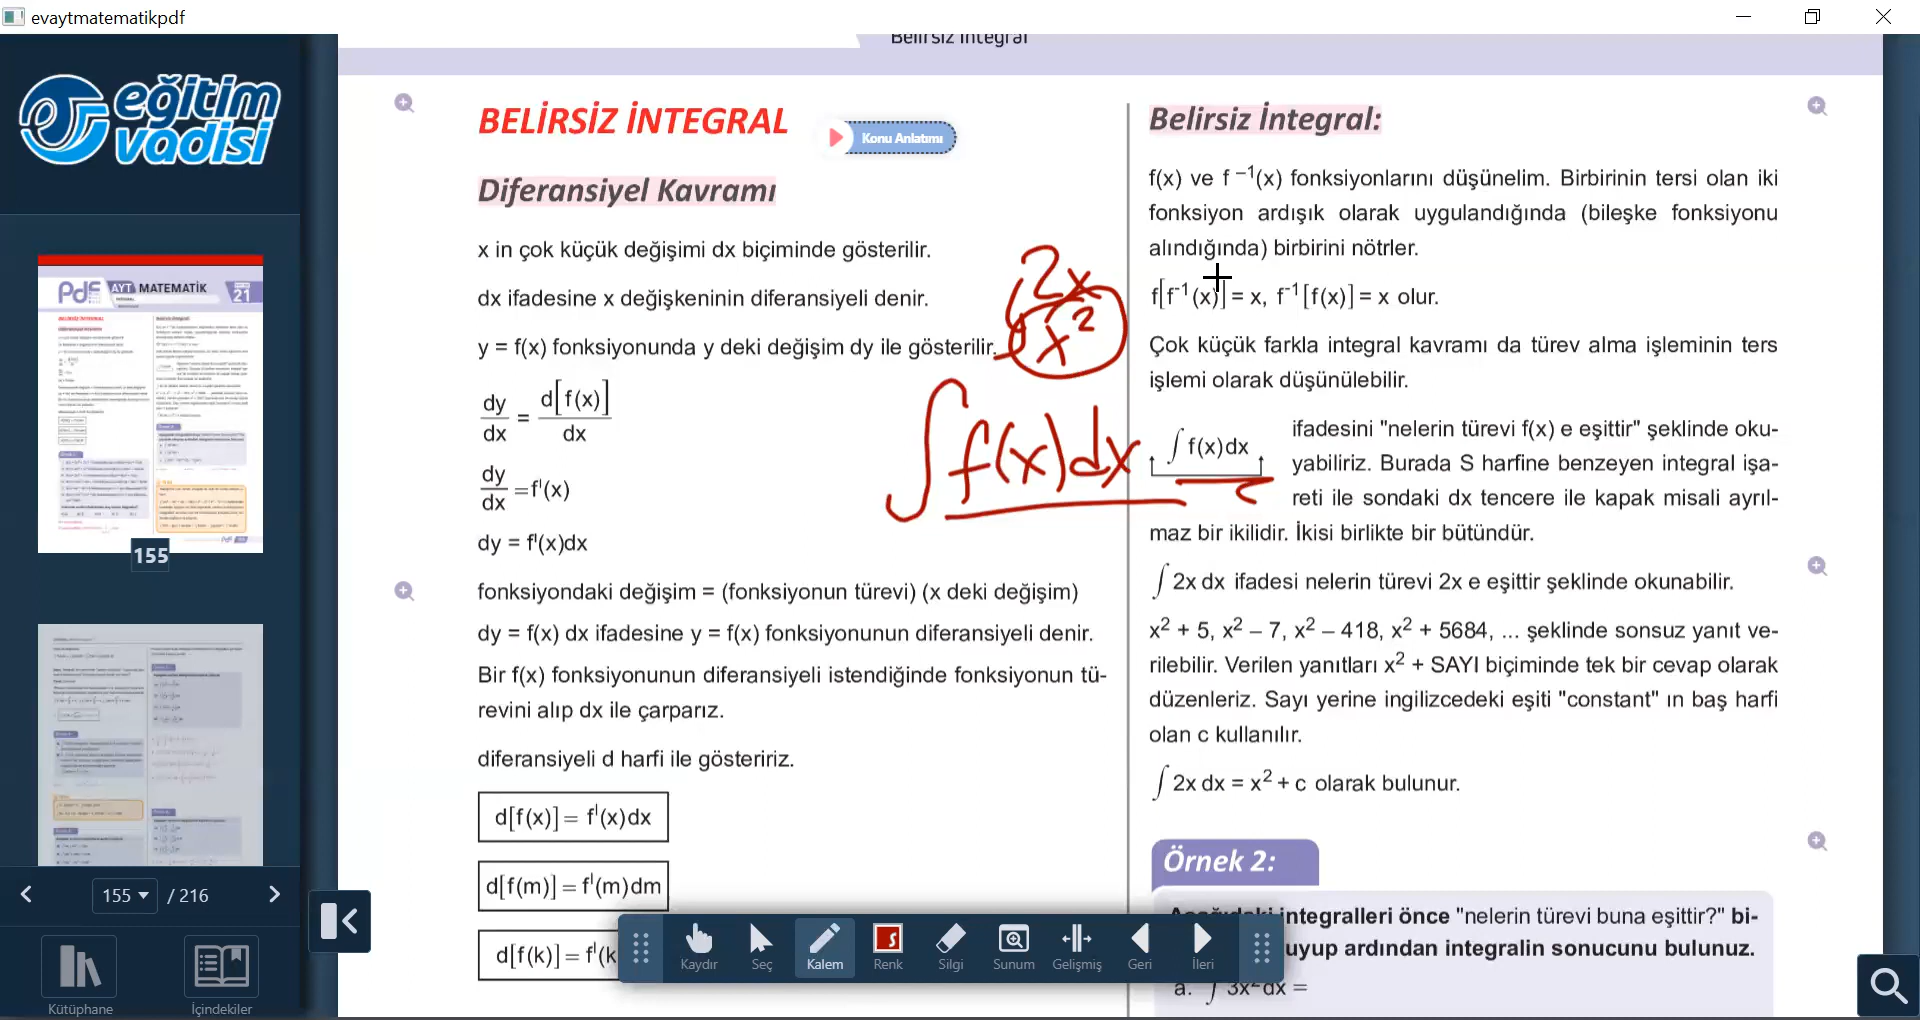 evaytmatematikpdf
eğitim
vadisi
Belirsiz İntegral
BELİRSİZ İNTEGRAL
Konu Anlatımı
Diferansiyel Kavramı
x in çok küçük değişimi dx biçiminde gösterilir.
dx ifadesine x değişkeninin diferansiyeli denir.
y = f(x) fonksiyonunda y deki değişim dy ile gösterilir.
dy/dx = d[f(x)]/dx
dy/dx = f'(x)
dy = f'(x)dx
fonksiyondaki değişim = (fonksiyonun türevi) (x deki değişim)
dy = f(x) dx ifadesine y = f(x) fonksiyonunun diferansiyeli denir.
Bir f(x) fonksiyonunun diferansiyeli istendiğinde fonksiyonun tü-
revini alıp dx ile çarparız.
diferansiyeli d harfi ile gösteririz.
d[f(x)] = f'(x)dx
d[f(m)] = f'(m)dm
d[f(k)] = f'(k
2x
x²
∫f(x)dx
Belirsiz İntegral:
f(x) ve f⁻¹(x) fonksiyonlarını düşünelim. Birbirinin tersi olan iki
fonksiyon ardışık olarak uygulandığında (bileşke fonksiyonu
alındığında) birbirini nötrler.
f[f⁻¹(x)] = x, f⁻¹[f(x)] = x olur.
Çok küçük farkla integral kavramı da türev alma işleminin ters
işlemi olarak düşünülebilir.
∫f(x)dx ifadesini "nelerin türevi f(x) e eşittir" şeklinde oku-
yabiliriz. Burada S harfine benzeyen integral işa-
reti ile sondaki dx tencere ile kapak misali ayrıl-
maz bir ikilidir. İkisi birlikte bir bütündür.
∫2x dx ifadesi nelerin türevi 2x e eşittir şeklinde okunabilir.
x² + 5, x² – 7, x² – 418, x² + 5684, ... şeklinde sonsuz yanıt ve-
rilebilir. Verilen yanıtları x² + SAYI biçiminde tek bir cevap olarak
düzenleriz. Sayı yerine ingilizcedeki eşiti "constant" ın baş harfi
olan c kullanılır.
∫2x dx = x² + c olarak bulunur.
Örnek 2:
integralleri önce "nelerin türevi buna eşittir?" bi-
uyup ardından integralin sonucunu bulunuz.
a. ∫3x²dx =
Pdf AYT MATEMATİK 21
155
155 / 216
Kütüphane
İçindekiler
Kaydır
Seç
Kalem
Renk
Silgi
Sunum
Gelişmiş
Geri
İleri